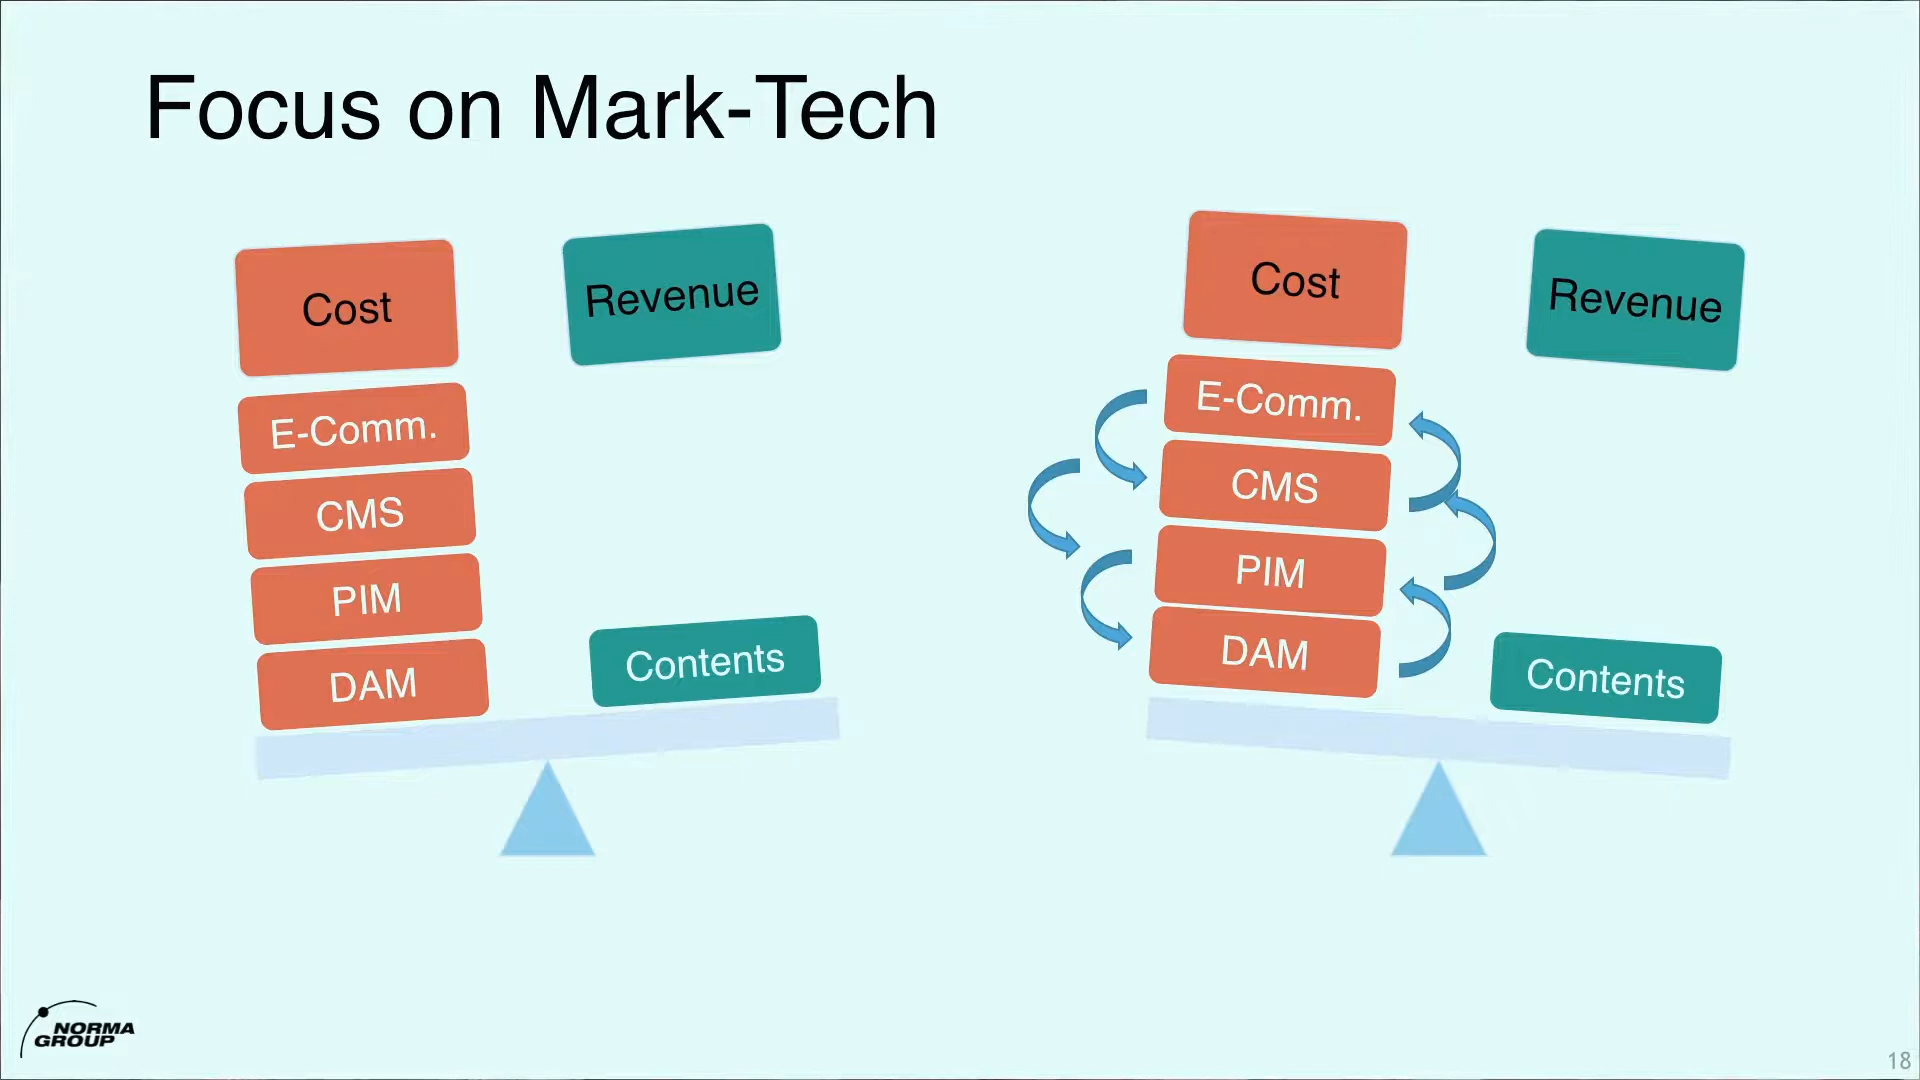 Focus on Mark-Tech
Cost
Revenue
E-Comm.
CMS
PIM
DAM
Contents
Cost
Revenue
E-Comm.
CMS
PIM
DAM
Contents
NORMA
GROUP
18